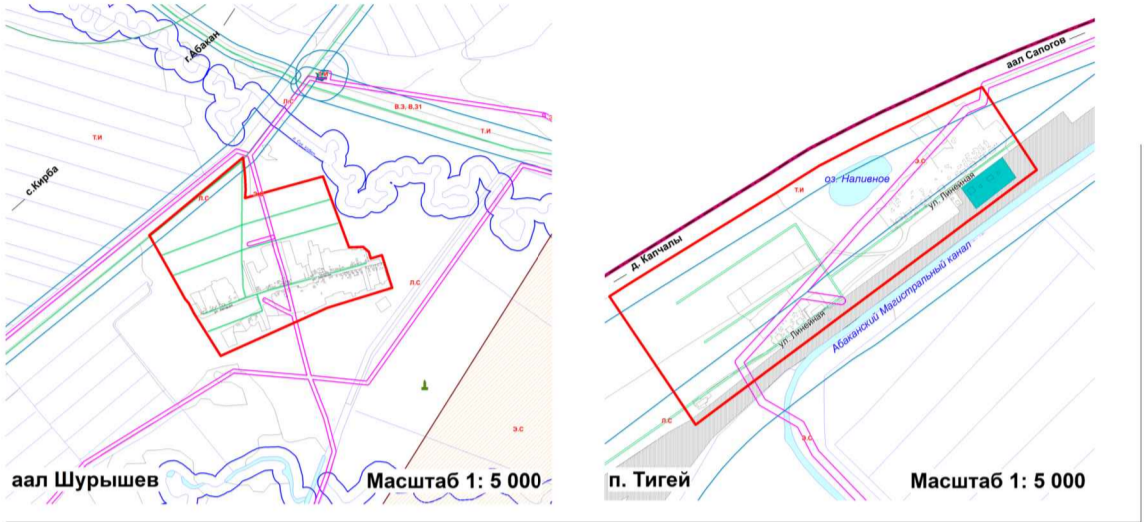 г.Абакан
Л.С
В.З, В.З1
Т.И
Т.И
с.Кирба
Л.С
Л.С
Э.С
аал Шурышев
Масштаб 1: 5 000
аал Сапогов
Э.С
оз. Наливное
Т.И
ул. Линейная
д. Капчалы
Абаканский Магистральный канал
ул. Линейная
Л.С
Э.С
п. Тигей
Масштаб 1: 5 000